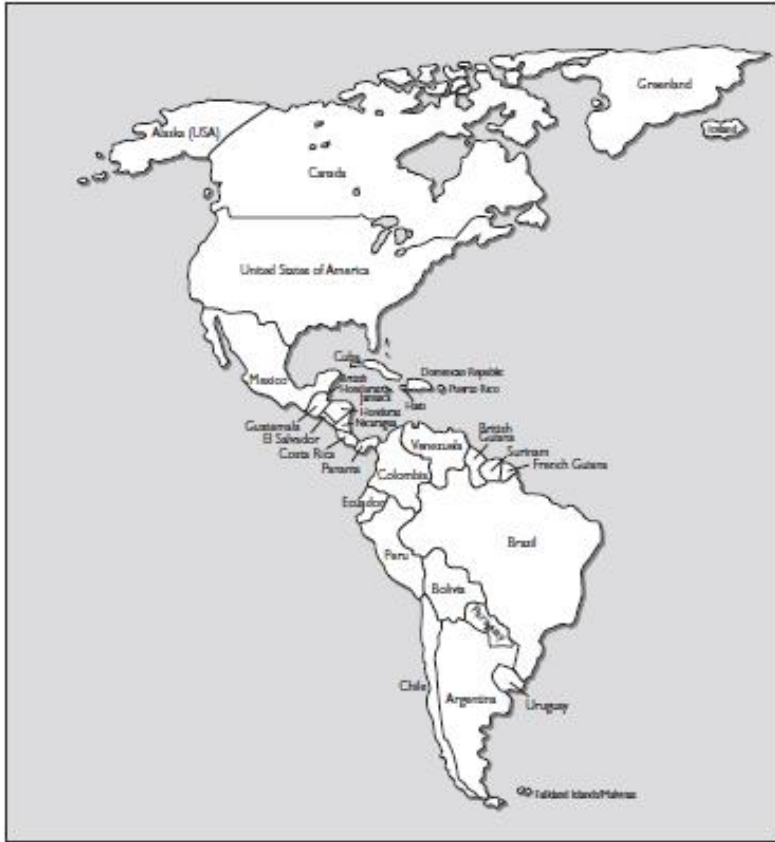 Greenland
Iceland
Alaska (USA)
Canada
United States of America
Cuba
Dominican Republic
Mexico
British
Honduras
Puerto Rico
Jamaica
Haiti
Honduras
Guatemala
Nicaragua
El Salvador
Costa Rica
Panama
Venezuela
British
Guiana
Surinam
French Guiana
Colombia
Ecuador
Brazil
Peru
Bolivia
Paraguay
Chile
Argentina
Uruguay
Falkland Islands/Malvinas